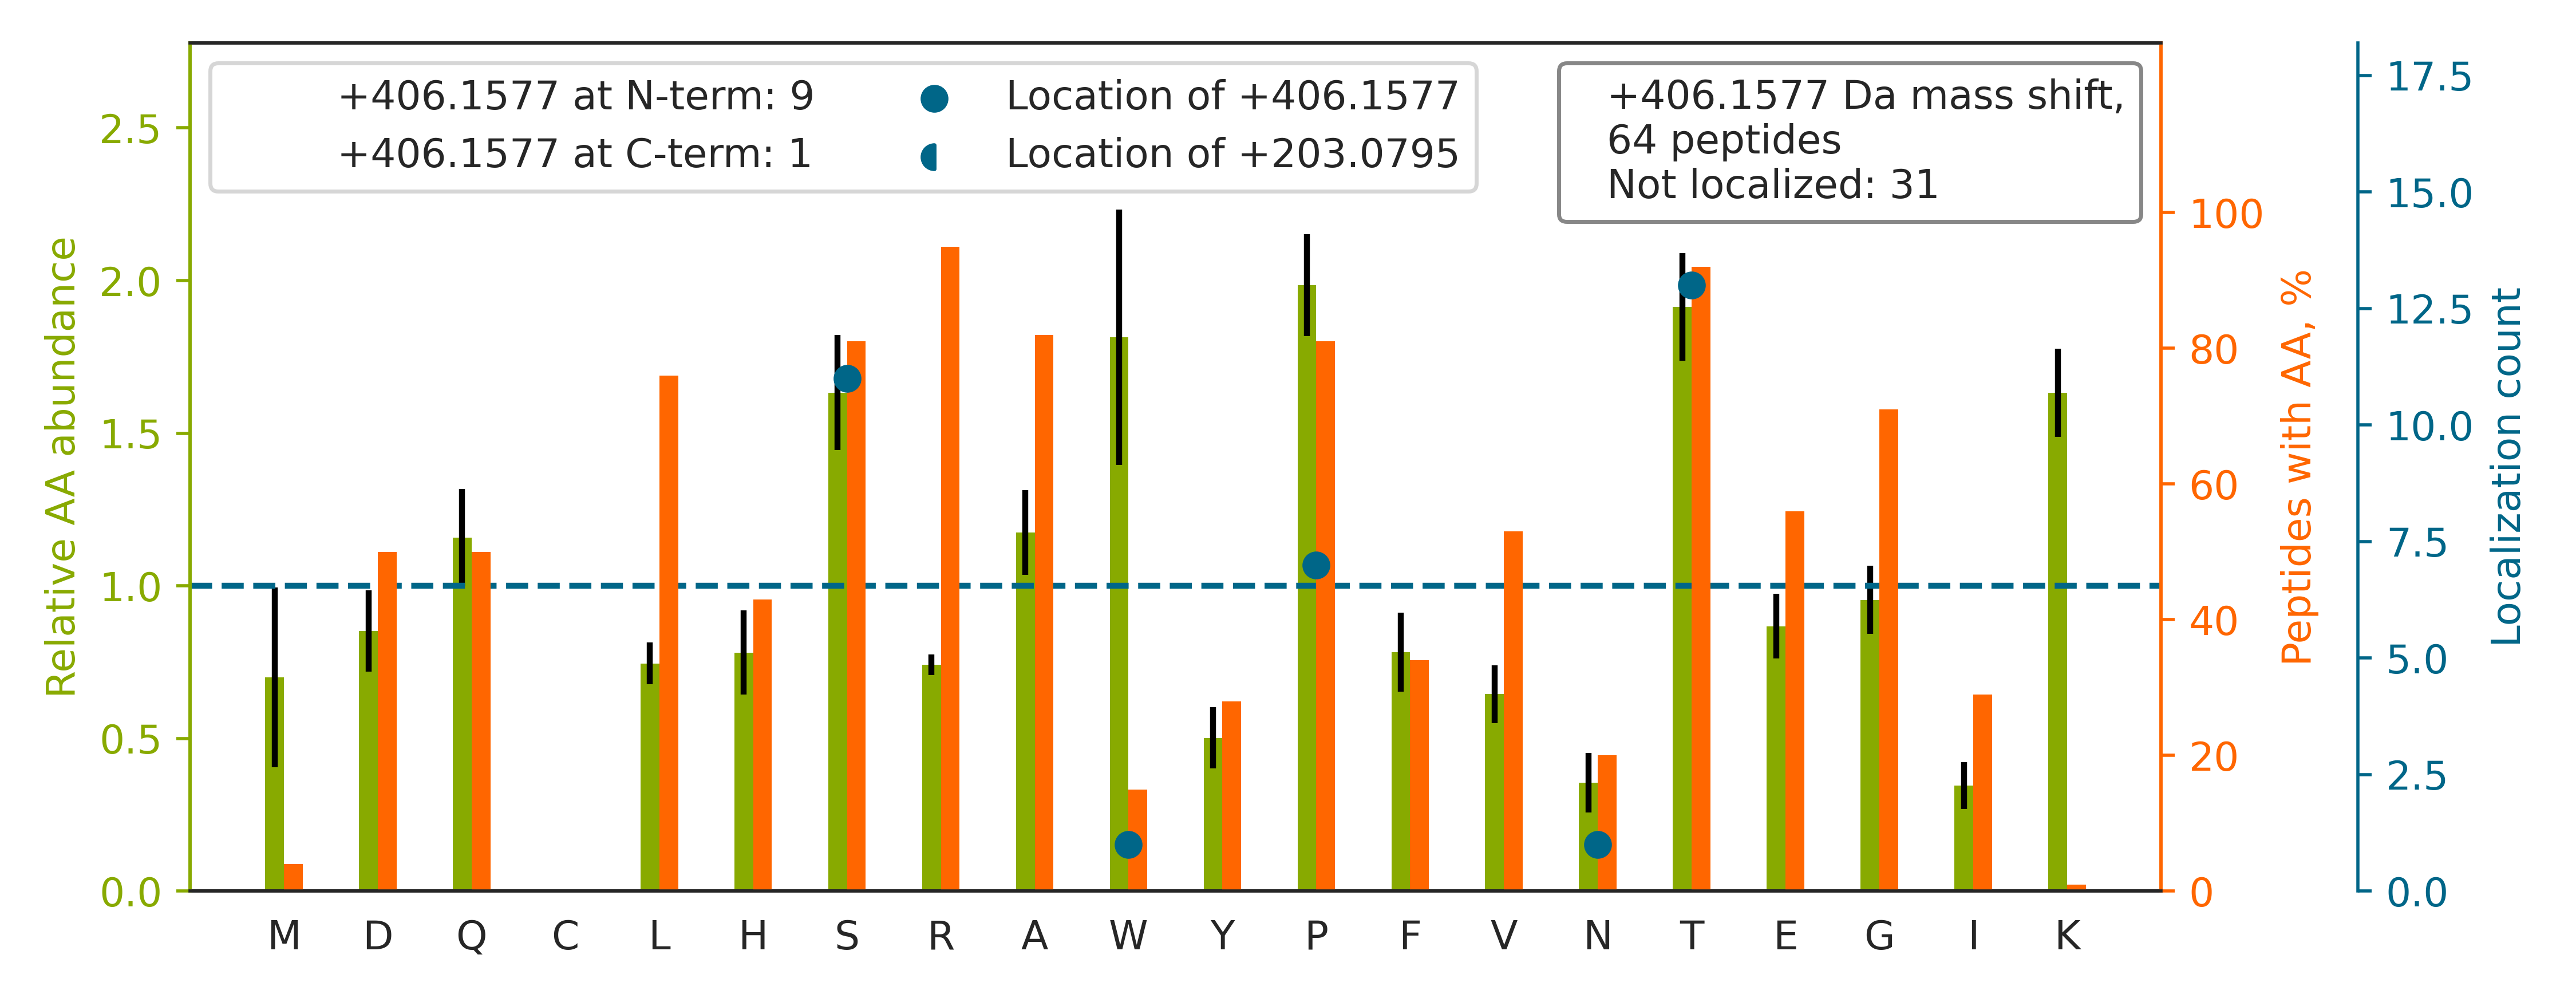 +406.1577 at N-term: 9
+406.1577 at C-term: 1
Location of +406.1577
Location of +203.0795
+406.1577 Da mass shift,
64 peptides
Not localized: 31
Relative AA abundance
2.5
2.0
1.5
1.0
0.5
0.0
Peptides with AA, %
100
80
60
40
20
0
Localization count
17.5
15.0
12.5
10.0
7.5
5.0
2.5
0.0
M D Q C L H S R A W Y P F V N T E G I K